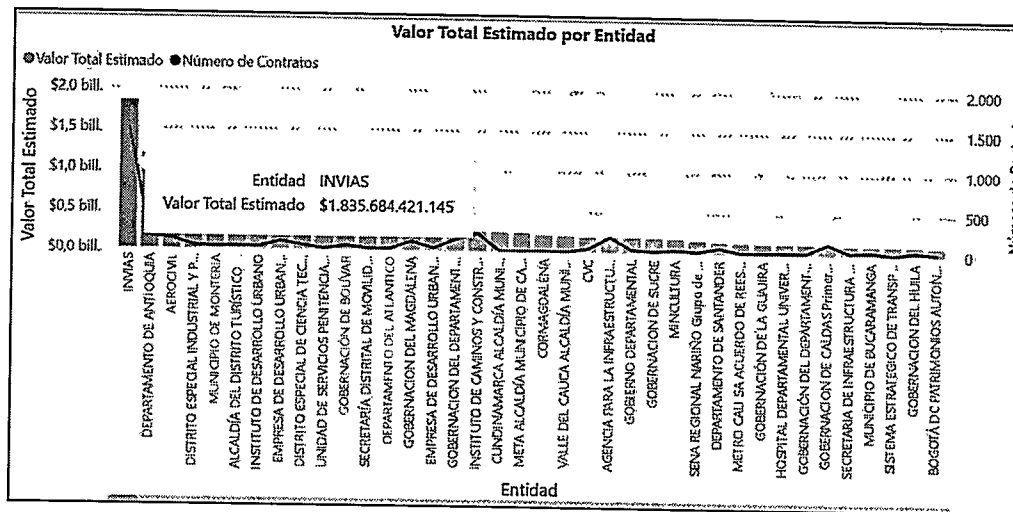 Valor Total Estimado por Entidad
Valor Total Estimado Número de Contratos
Valor Total Estimado
$2.0 bill.
$1,5 bill.
$1,0 bill.
$0,5 bill.
$0,0 bill.
2.000
1.500
1.000
500
0
Entidad INVIAS
Valor Total Estimado $1.835.684.421.145
INVIAS
DEPARTAMENTO DE ANTIOQUIA
AEROCIVIL
DISTRITO ESPECIAL INDUSTRIAL Y P...
MUNICIPIO DE MONTERIA
ALCALDÍA DEL DISTRITO TURÍSTICO ...
INSTITUTO DE DESARROLLO URBANO
EMPRESA DE DESARROLLO URBAN...
DISTRITO ESPECIAL DE CIENCIA TEC...
UNIDAD DE SERVICIOS PENITENCIA...
GOBERNACIÓN DE BOLÍVAR
SECRETARÍA DISTRITAL DE MOVILID...
DEPARTAMENTO DEL ATLANTICO
GOBERNACION DEL MAGDALENA
EMPRESA DE DESARROLLO URBAN...
GOBERNACION DEL DEPARTAMENT...
INSTITUTO DE CAMINOS Y CONSTR...
CUNDINAMARCA ALCALDÍA MUNI...
META ALCALDÍA MUNICIPIO DE CA...
CORMAGDALENA
VALLE DEL CAUCA ALCALDÍA MUNI...
CVC
AGENCIA PARA LA INFRAESTRUCTU...
GOBIERNO DEPARTAMENTAL
GOBERNACION DE SUCRE
MINCULTURA
SENA REGIONAL NARIÑO Grupo de ...
DEPARTAMENTO DE SANTANDER
METRO CALI SA ACUERDO DE REES...
GOBERNACIÓN DE LA GUAJIRA
HOSPITAL DEPARTAMENTAL UNIVER...
GOBERNACIÓN DEL DEPARTAMENT...
GOBERNACION DE CALDAS Primer...
SECRETARIA DE INFRAESTRUCTURA ...
MUNICIPIO DE BUCARAMANGA
SISTEMA ESTRATEGICO DE TRANSP...
GOBERNACION DEL HUILA
BOGOTÁ DC PATRIMONIOS AUTON...
Entidad